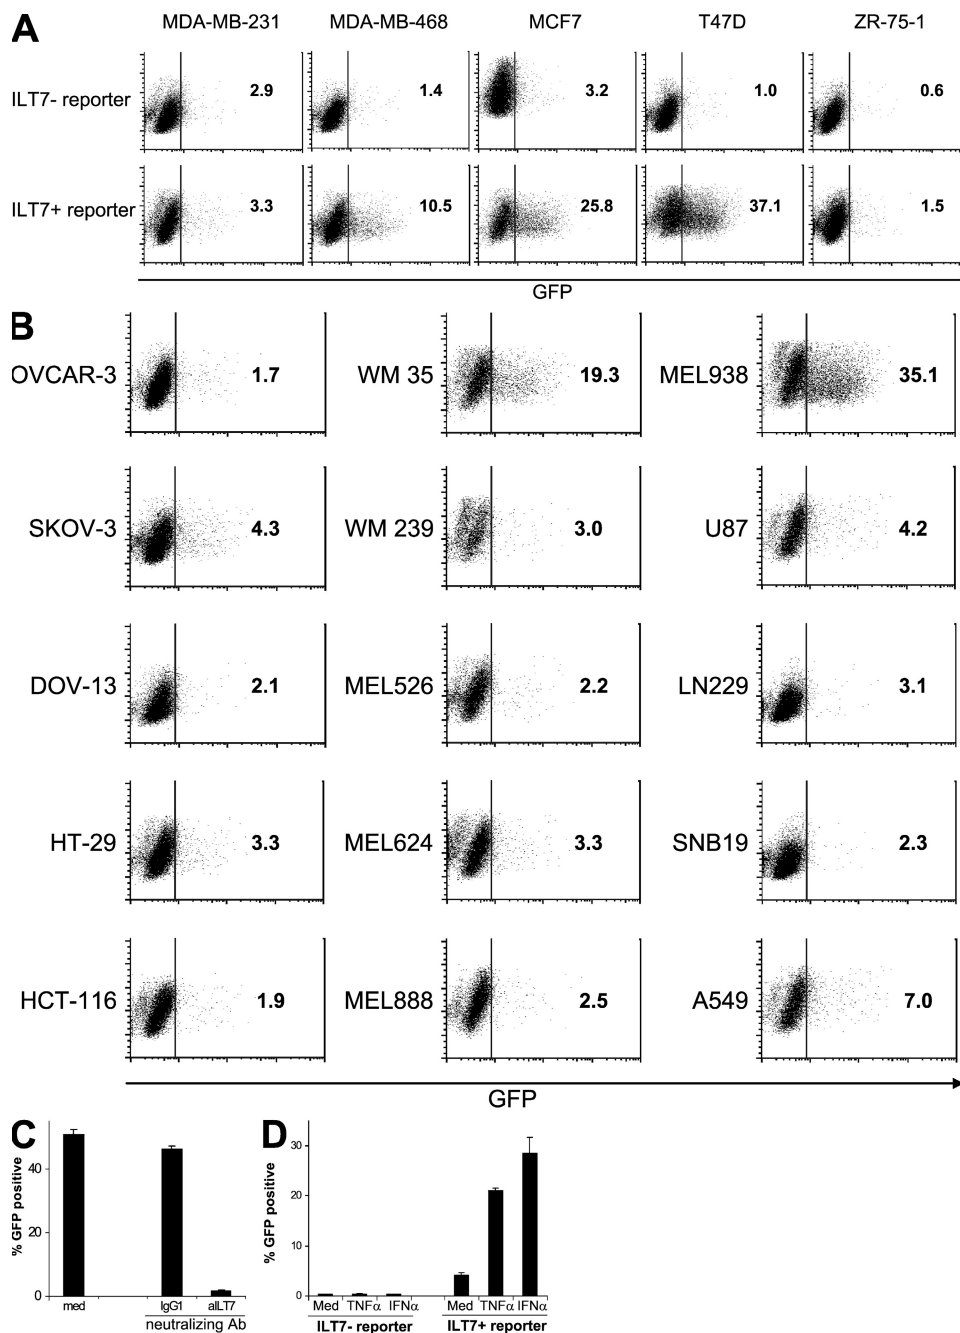 A
MDA-MB-231 MDA-MB-468 MCF7 T47D ZR-75-1
ILT7- reporter 2.9 1.4 3.2 1.0 0.6
ILT7+ reporter 3.3 10.5 25.8 37.1 1.5
GFP
B
OVCAR-3 1.7 WM 35 19.3 MEL938 35.1
SKOV-3 4.3 WM 239 3.0 U87 4.2
DOV-13 2.1 MEL526 2.2 LN229 3.1
HT-29 3.3 MEL624 3.3 SNB19 2.3
HCT-116 1.9 MEL888 2.5 A549 7.0
GFP
C
% GFP positive
40
20
0
med IgG1 aILT7
neutralizing Ab
D
% GFP positive
30
20
10
0
Med TNFα IFNα Med TNFα IFNα
ILT7- reporter ILT7+ reporter